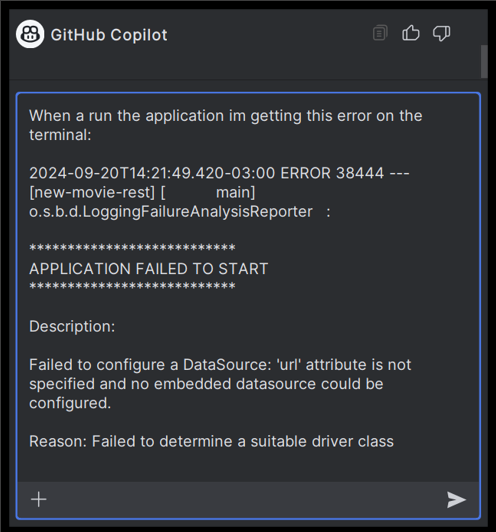 GitHub Copilot
When a run the application im getting this error on the
terminal:
2024-09-20T14:21:49.420-03:00 ERROR 38444 ---
[new-movie-rest] [           main]
o.s.b.d.LoggingFailureAnalysisReporter   :
***************************
APPLICATION FAILED TO START
***************************
Description:
Failed to configure a DataSource: 'url' attribute is not
specified and no embedded datasource could be
configured.
Reason: Failed to determine a suitable driver class